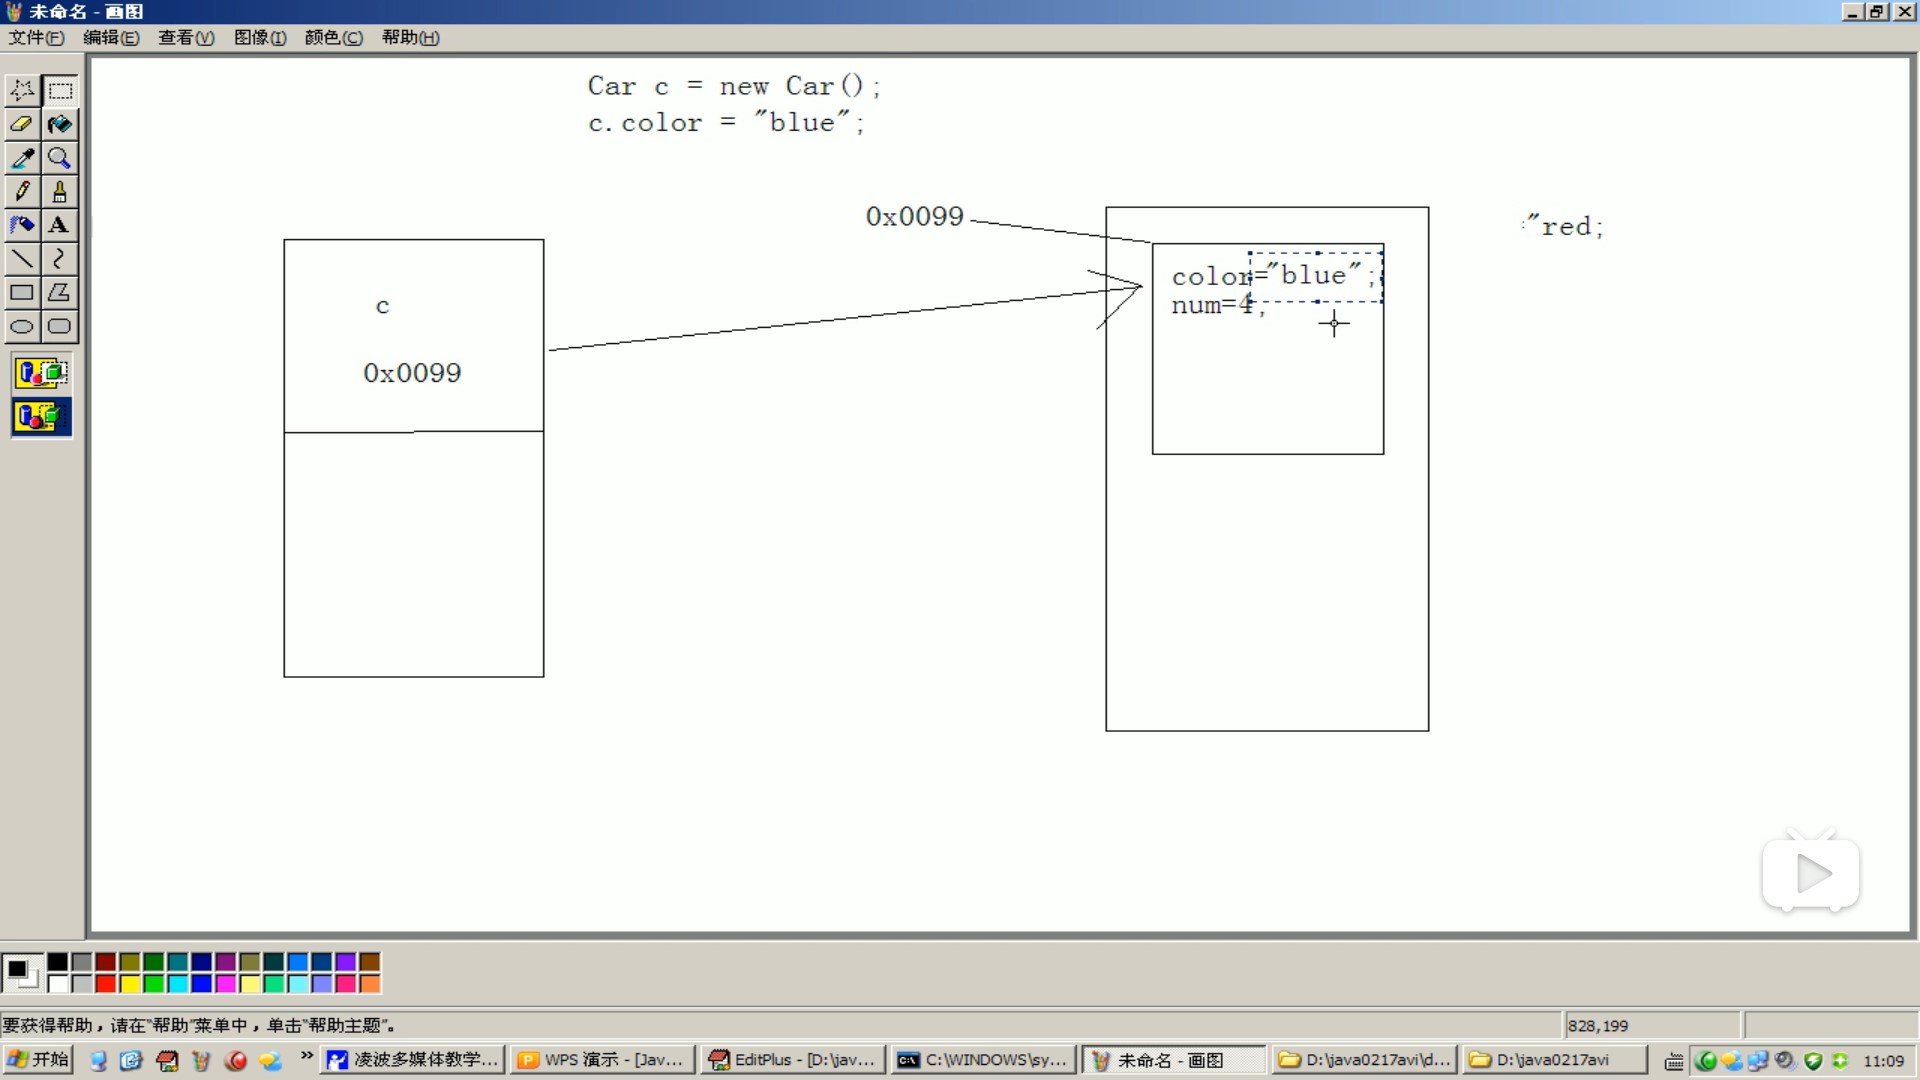 未命名 - 画图
文件(F) 编辑(E) 查看(V) 图像(I) 颜色(C) 帮助(H)
Car c = new Car();
c.color = "blue";
0x0099
:"red;
color="blue";
num=4;
c
0x0099
A
要获得帮助，请在“帮助”菜单中，单击“帮助主题”。
828,199
开始
»
凌波多媒体教学...
WPS 演示 - [Jav...
EditPlus - [D:\jav...
C:\WINDOWS\sy...
未命名 - 画图
D:\java0217avi\d...
D:\java0217avi
11:09